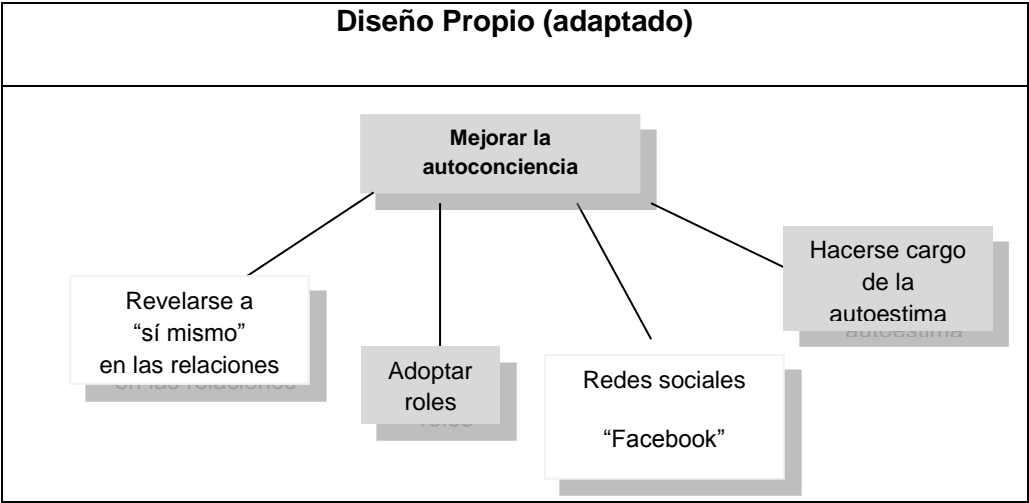 Diseño Propio (adaptado)
Mejorar la
autoconciencia
Revelarse a
“sí mismo”
en las relaciones
Adoptar
roles
Redes sociales
“Facebook”
Hacerse cargo
de la
autoestima